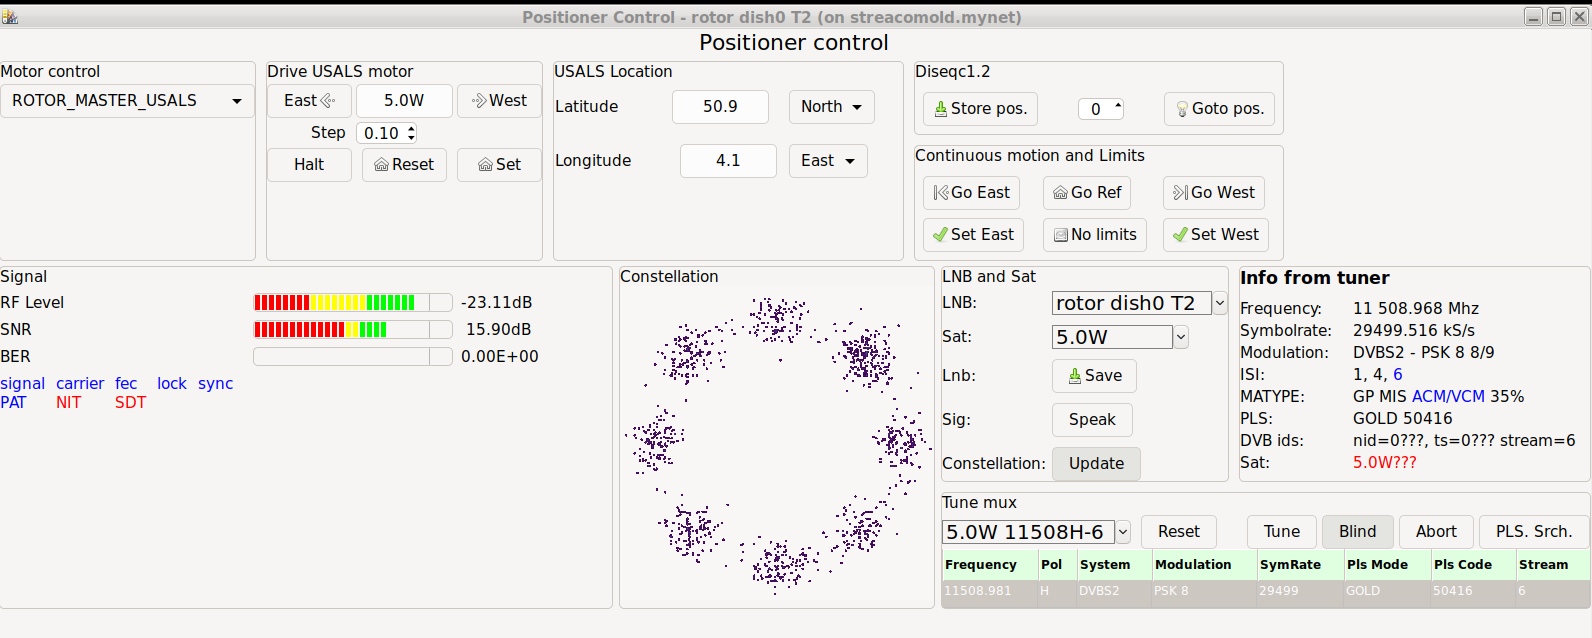 Positioner Control - rotor dish0 T2 (on streacomold.mynet)
Positioner control
Motor control
ROTOR_MASTER_USALS
Drive USALS motor
East 5.0W West
Step 0.10
Halt Reset Set
USALS Location
Latitude 50.9 North
Longitude 4.1 East
Diseqc1.2
Store pos. 0 Goto pos.
Continuous motion and Limits
Go East Go Ref Go West
Set East No limits Set West
Signal
RF Level -23.11dB
SNR 15.90dB
BER 0.00E+00
signal carrier fec lock sync
PAT NIT SDT
Constellation
LNB and Sat
LNB: rotor dish0 T2
Sat: 5.0W
Lnb: Save
Sig: Speak
Constellation: Update
Info from tuner
Frequency: 11 508.968 Mhz
Symbolrate: 29499.516 kS/s
Modulation: DVBS2 - PSK 8 8/9
ISI: 1, 4, 6
MATYPE: GP MIS ACM/VCM 35%
PLS: GOLD 50416
DVB ids: nid=0???, ts=0??? stream=6
Sat: 5.0W???
Tune mux
5.0W 11508H-6 Reset Tune Blind Abort PLS. Srch.
Frequency Pol System Modulation SymRate Pls Mode Pls Code Stream
11508.981 H DVBS2 PSK 8 29499 GOLD 50416 6